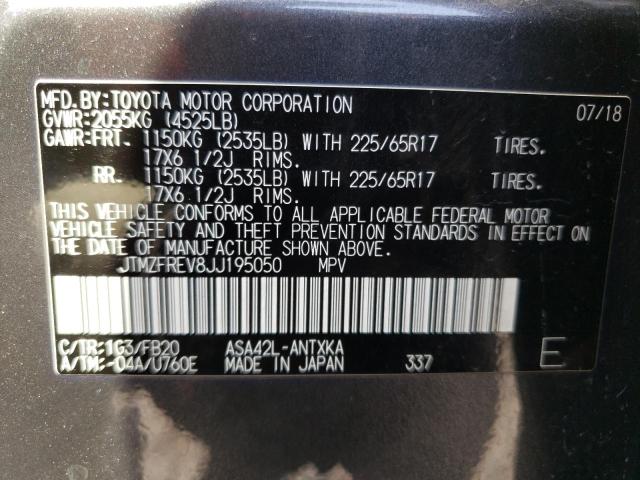 MFD.BY:TOYOTA MOTOR CORPORATION 07/18
GVWR:2055KG (4525LB)
GAWR:FRT. 1150KG (2535LB) WITH 225/65R17 TIRES.
17X6 1/2J RIMS.
RR. 1150KG (2535LB) WITH 225/65R17 TIRES.
17X6 1/2J RIMS.
THIS VEHICLE CONFORMS TO ALL APPLICABLE FEDERAL MOTOR
VEHICLE SAFETY AND THEFT PREVENTION STANDARDS IN EFFECT ON
THE DATE OF MANUFACTURE SHOWN ABOVE.
JTMZFREV8JJ195050 MPV
C/TR:1G3/FB20 ASA42L-ANTXKA
A/TM:-04A/U760E MADE IN JAPAN 337 E